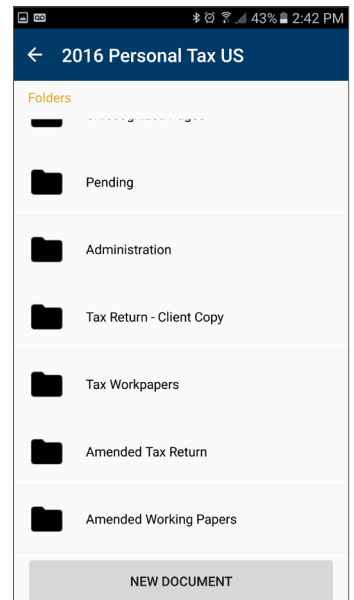 43% 2:42 PM
2016 Personal Tax US
Folders
Pending
Administration
Tax Return - Client Copy
Tax Workpapers
Amended Tax Return
Amended Working Papers
NEW DOCUMENT